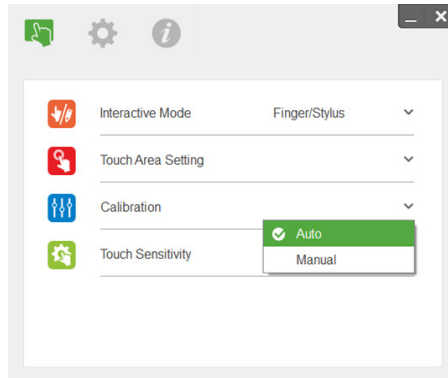 Interactive Mode Finger/Stylus
Touch Area Setting
Calibration
Auto
Touch Sensitivity
Manual